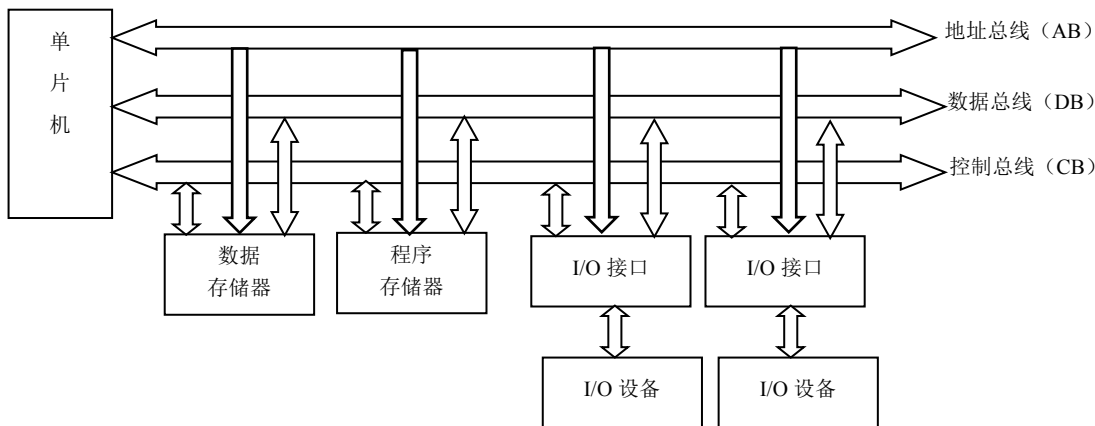 单
片
机
地址总线（AB）
数据总线（DB）
控制总线（CB）
数据
存储器
程序
存储器
I/O 接口
I/O 接口
I/O 设备
I/O 设备